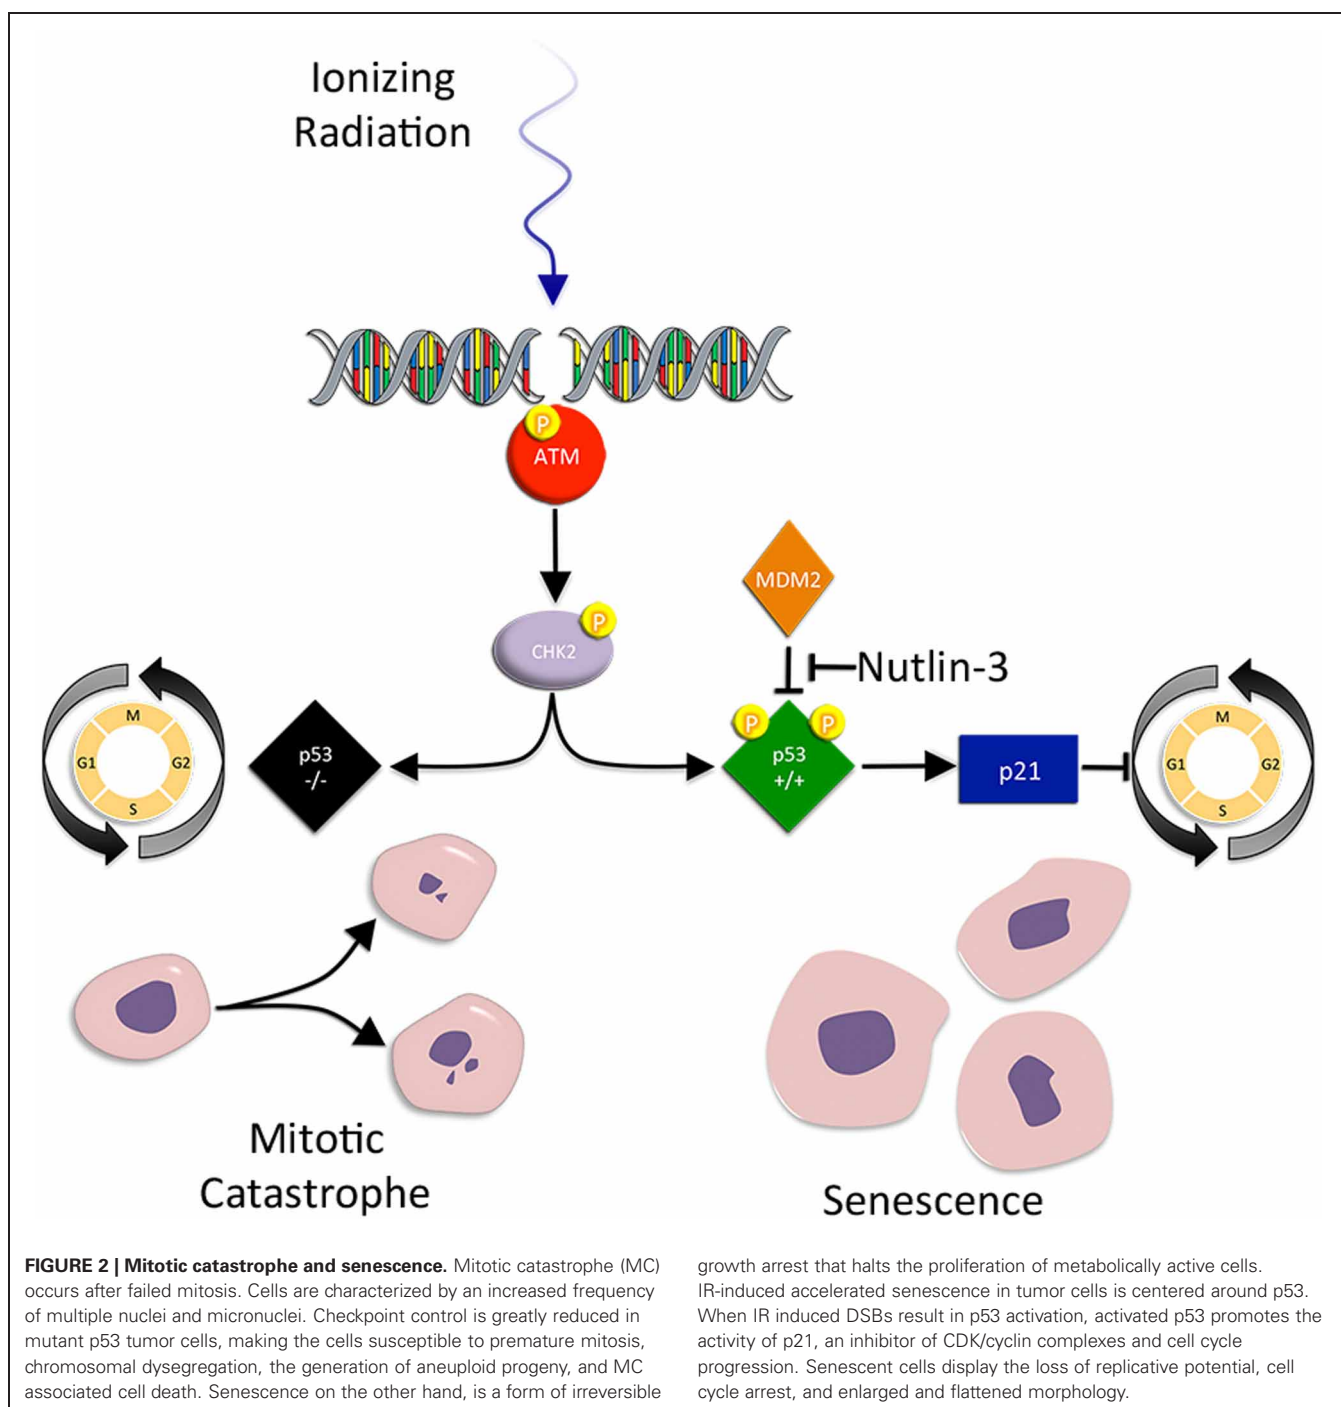 Ionizing
Radiation
P
ATM
MDM2
P
CHK2
Nutlin-3
M
G1
G2
S
p53
-/-
P
P
p53
+/+
p21
M
G1
G2
S
Mitotic
Catastrophe
Senescence
FIGURE 2 | Mitotic catastrophe and senescence. Mitotic catastrophe (MC)
occurs after failed mitosis. Cells are characterized by an increased frequency
of multiple nuclei and micronuclei. Checkpoint control is greatly reduced in
mutant p53 tumor cells, making the cells susceptible to premature mitosis,
chromosomal dysegregation, the generation of aneuploid progeny, and MC
associated cell death. Senescence on the other hand, is a form of irreversible
growth arrest that halts the proliferation of metabolically active cells.
IR-induced accelerated senescence in tumor cells is centered around p53.
When IR induced DSBs result in p53 activation, activated p53 promotes the
activity of p21, an inhibitor of CDK/cyclin complexes and cell cycle
progression. Senescent cells display the loss of replicative potential, cell
cycle arrest, and enlarged and flattened morphology.